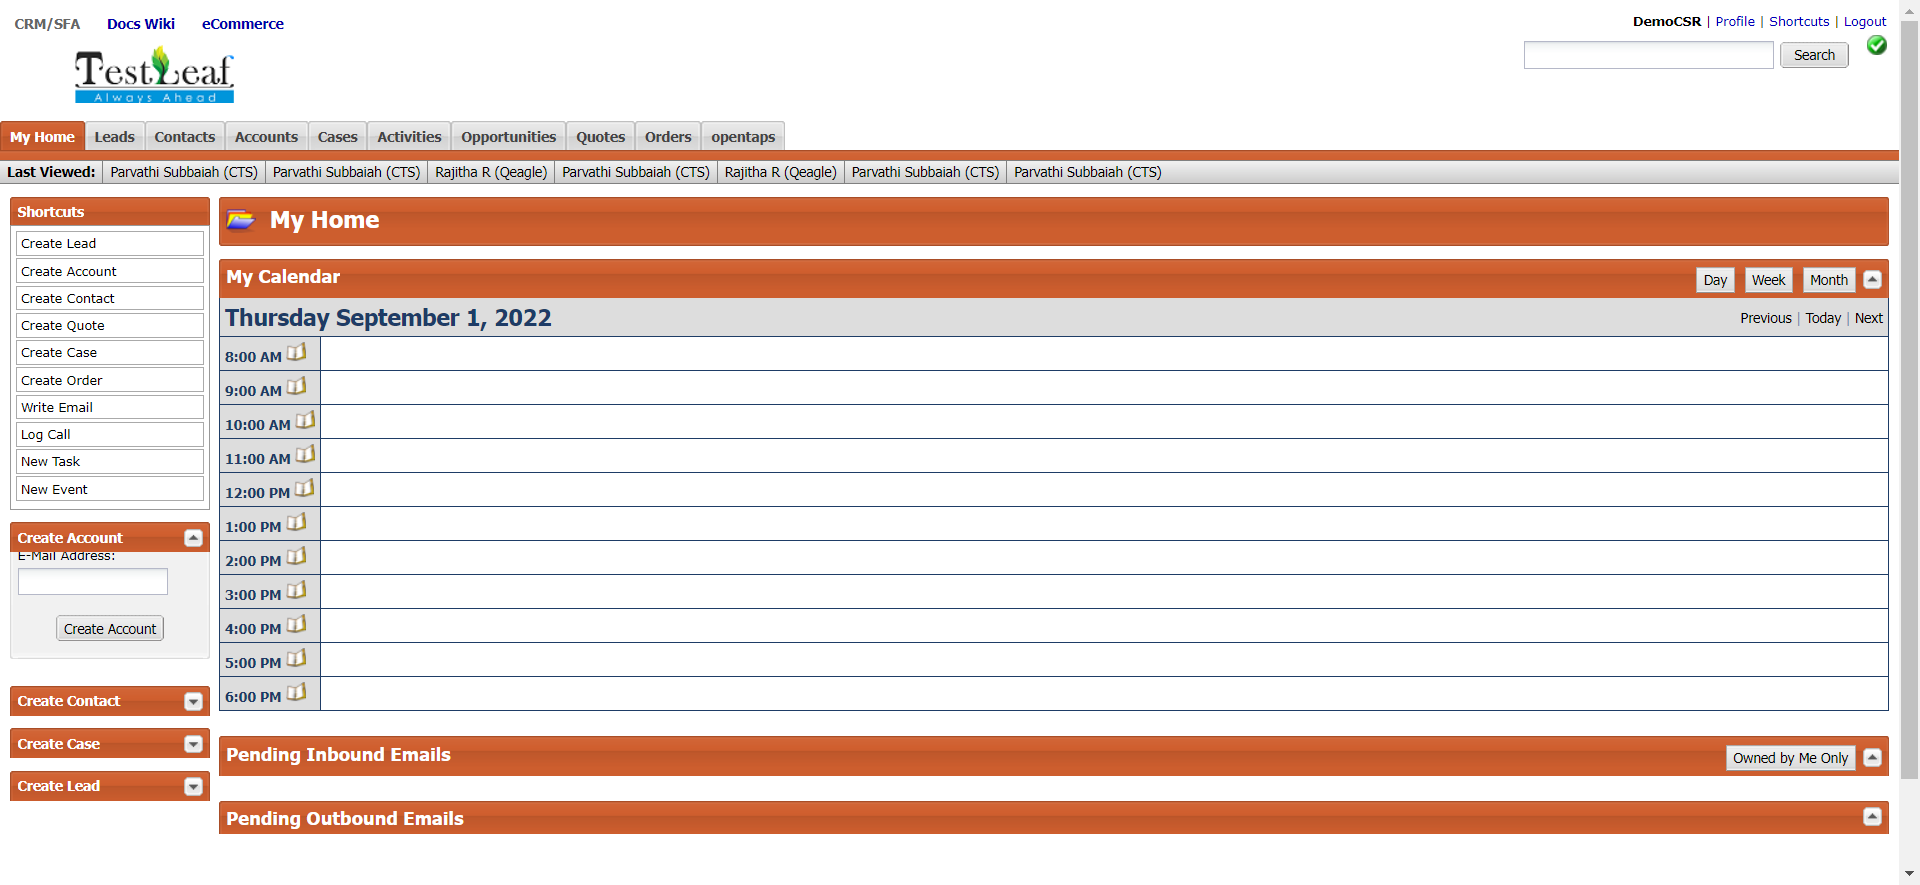 CRM/SFA Docs Wiki eCommerce
DemoCSR | Profile | Shortcuts | Logout
Search
TestLeaf
Always Ahead
My Home Leads Contacts Accounts Cases Activities Opportunities Quotes Orders opentaps
Last Viewed: Parvathi Subbaiah (CTS) Parvathi Subbaiah (CTS) Rajitha R (Qeagle) Parvathi Subbaiah (CTS) Rajitha R (Qeagle) Parvathi Subbaiah (CTS) Parvathi Subbaiah (CTS)
Shortcuts
Create Lead
Create Account
Create Contact
Create Quote
Create Case
Create Order
Write Email
Log Call
New Task
New Event
Create Account
E-Mail Address:
Create Account
Create Contact
Create Case
Create Lead
My Home
My Calendar
Day Week Month
Thursday September 1, 2022
Previous | Today | Next
8:00 AM
9:00 AM
10:00 AM
11:00 AM
12:00 PM
1:00 PM
2:00 PM
3:00 PM
4:00 PM
5:00 PM
6:00 PM
Pending Inbound Emails
Owned by Me Only
Pending Outbound Emails